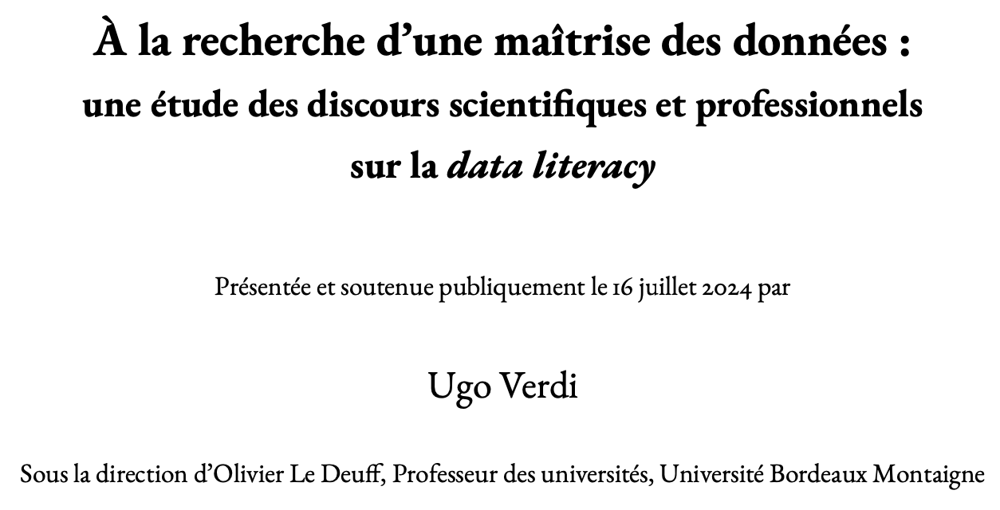 À la recherche d’une maîtrise des données :
une étude des discours scientifiques et professionnels
sur la data literacy
Présentée et soutenue publiquement le 16 juillet 2024 par
Ugo Verdi
Sous la direction d’Olivier Le Deuff, Professeur des universités, Université Bordeaux Montaigne